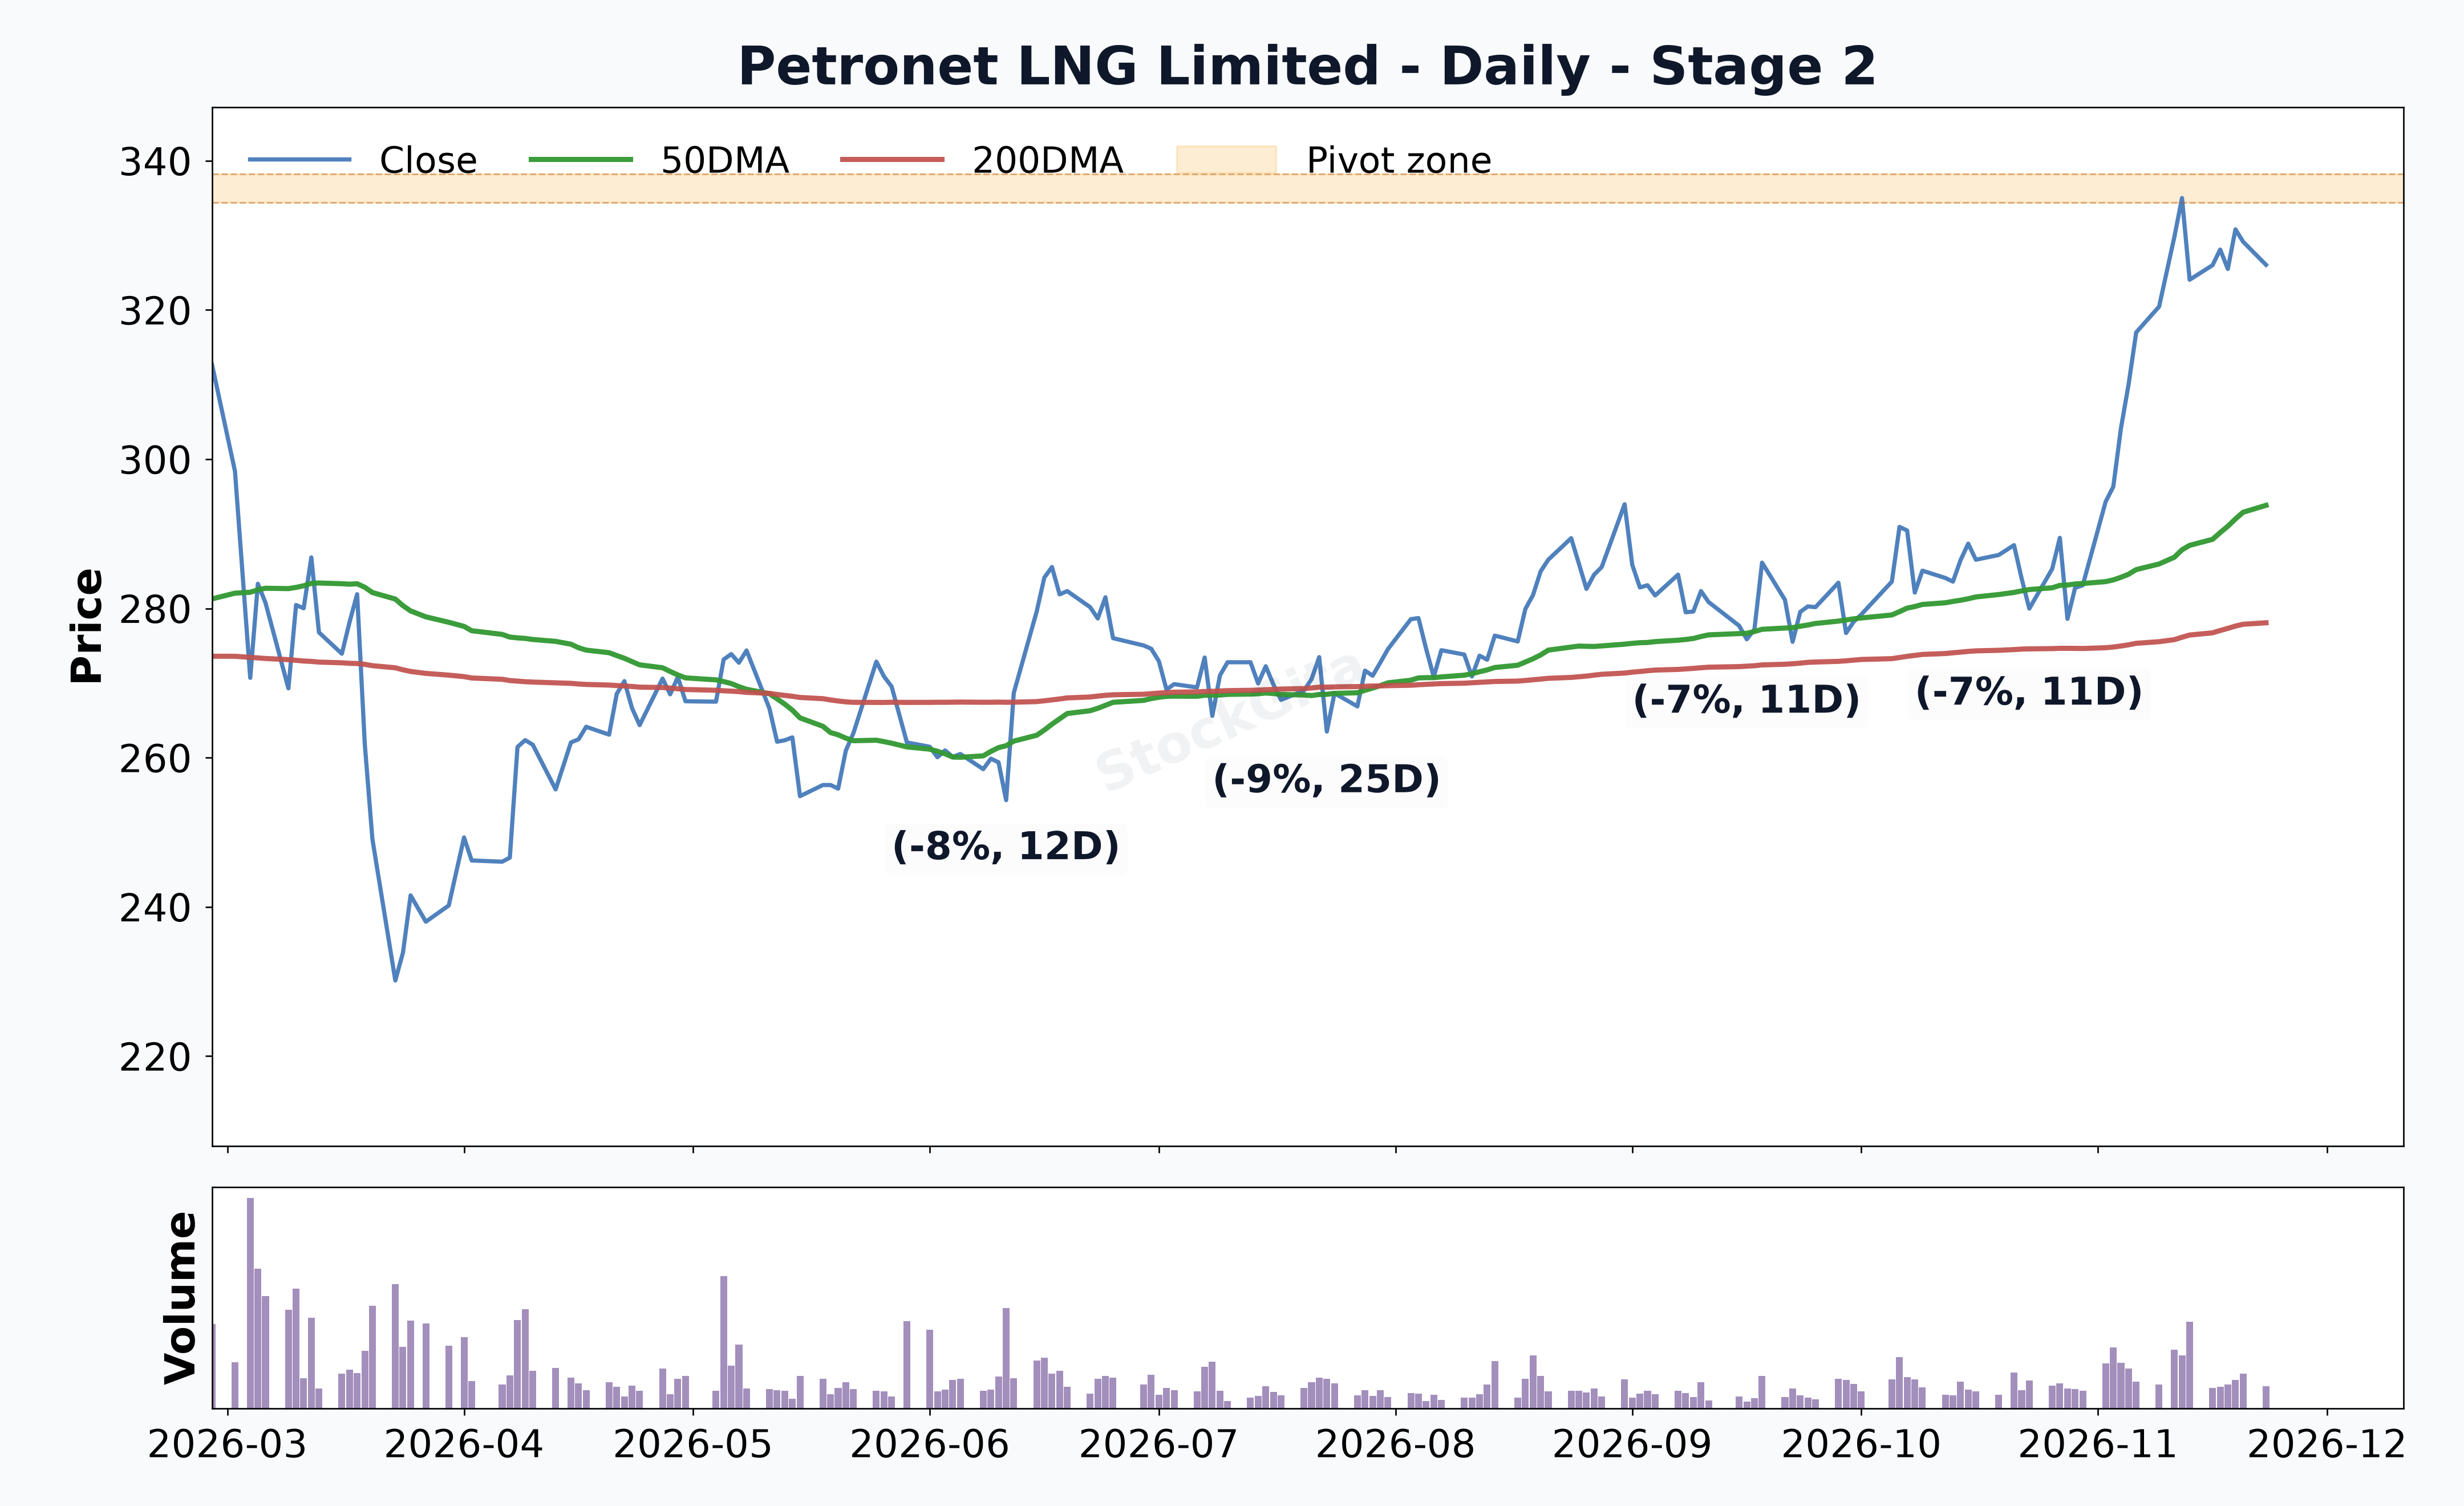 Petronet LNG Limited - Daily - Stage 2
Close 50DMA 200DMA Pivot zone
340
320
300
280
260
240
220
Price
StockGira
(-8%, 12D)
(-9%, 25D)
(-7%, 11D)
(-7%, 11D)
Volume
2026-03 2026-04 2026-05 2026-06 2026-07 2026-08 2026-09 2026-10 2026-11 2026-12